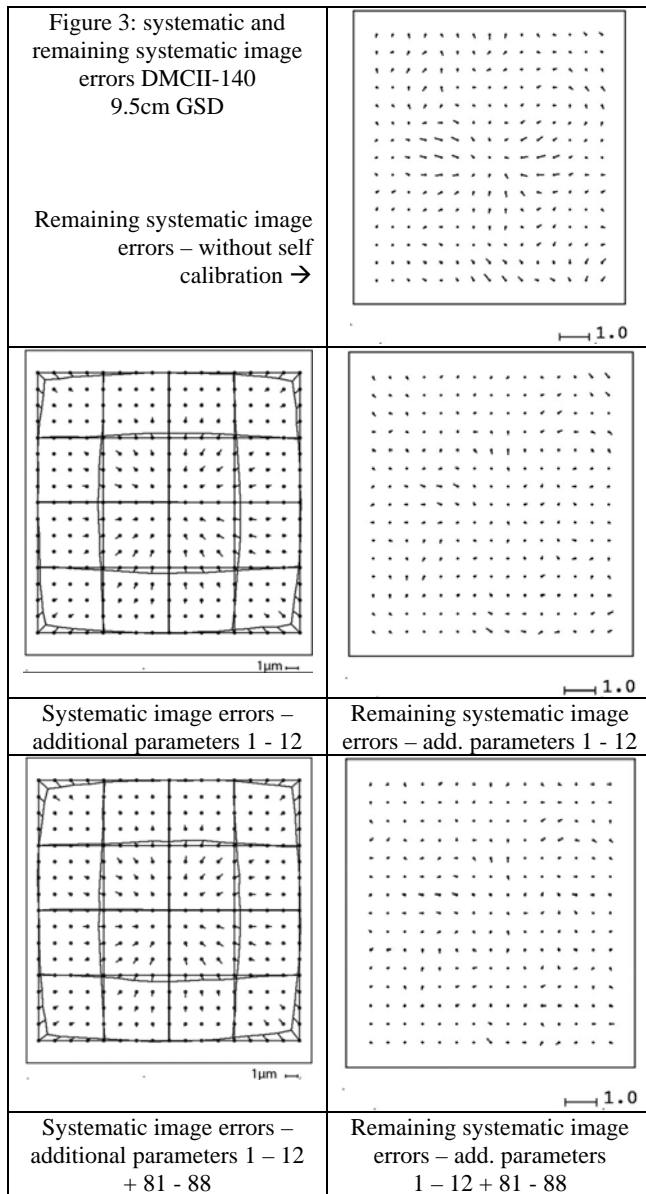 Figure 3: systematic and
remaining systematic image
errors DMCII-140
9.5cm GSD
Remaining systematic image
errors – without self
calibration →
1.0
1µm
1.0
Systematic image errors –
additional parameters 1 - 12
Remaining systematic image
errors – add. parameters 1 - 12
1µm
1.0
Systematic image errors –
additional parameters 1 – 12
+ 81 - 88
Remaining systematic image
errors – add. parameters
1 – 12 + 81 - 88